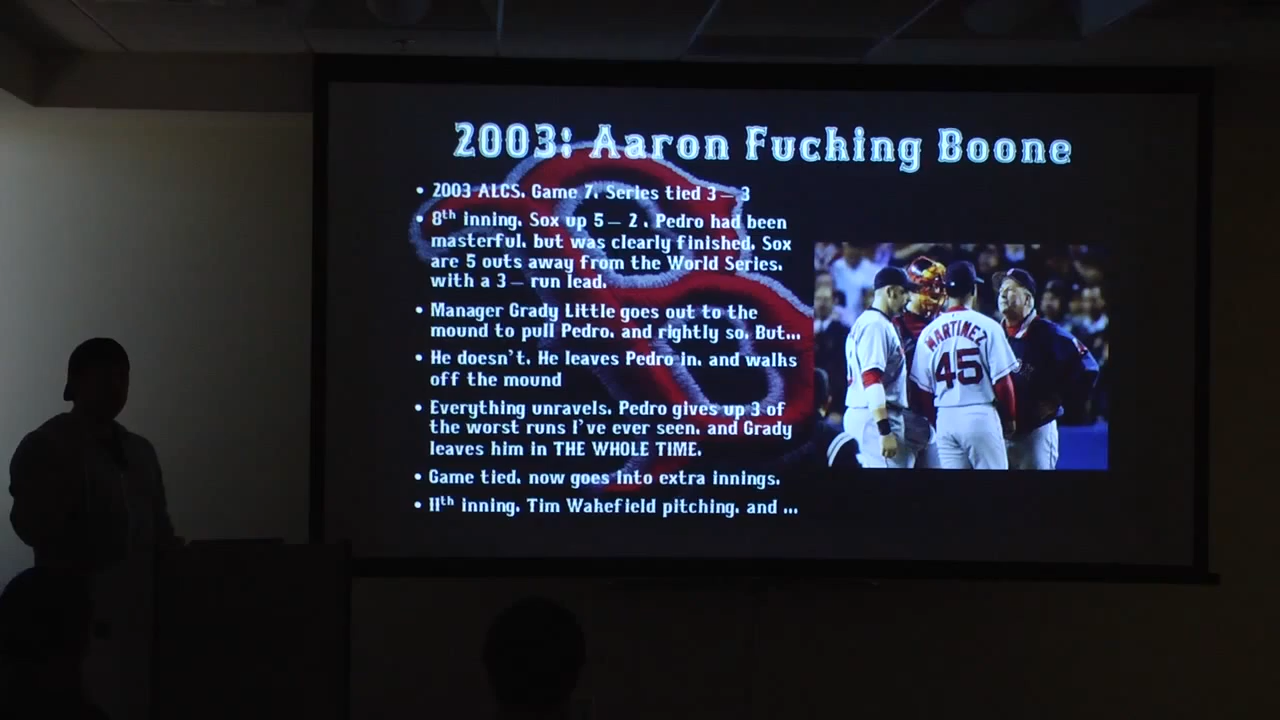 2003: Aaron Fucking Boone
• 2003 ALCS. Game 7. Series tied 3 – 3
• 8th inning. Sox up 5 – 2 . Pedro had been
masterful. but was clearly finished. Sox
are 5 outs away from the World Series.
with a 3 – run lead.
• Manager Grady Little goes out to the
mound to pull Pedro. and rightly so. But...
• He doesn't. He leaves Pedro in. and walks
off the mound
• Everything unravels. Pedro gives up 3 of
the worst runs I've ever seen. and Grady
leaves him in THE WHOLE TIME.
• Game tied. now goes into extra innings.
• 11th inning. Tim Wakefield pitching. and ...
MARTINEZ
45